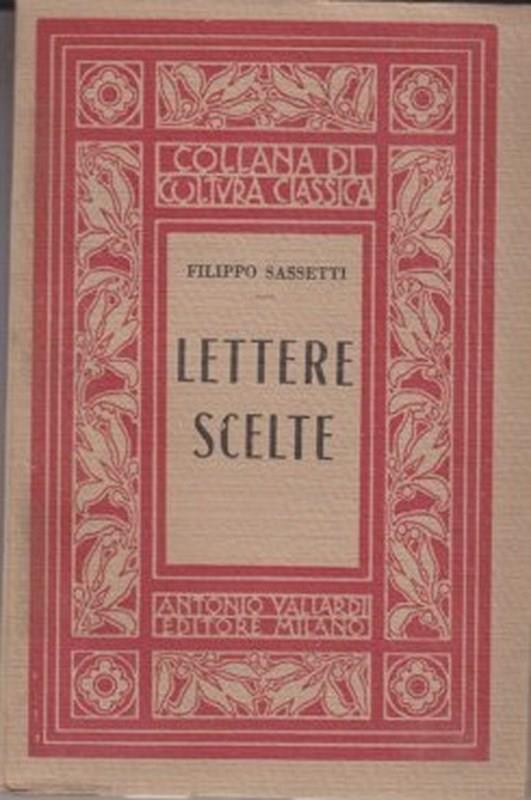 COLLANA DI
COLTVRA CLASSICA
FILIPPO SASSETTI
LETTERE
SCELTE
ANTONIO VALLARDI
EDITORE MILANO